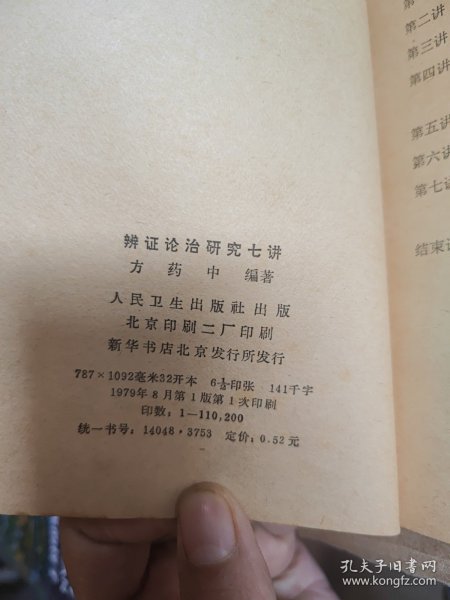 辨证论治研究七讲
方药中 编著
人民卫生出版社出版
北京印刷二厂印刷
新华书店北京发行所发行
787×1092毫米32开本 6⅛印张 141千字
1979年8月第1版第1次印刷
印数：1—110,200
统一书号：14048·3753 定价：0.52元
第二讲
第三讲
第四讲
第五讲
第六讲
第七讲
结束
孔夫子旧书网
www.kongfz.com